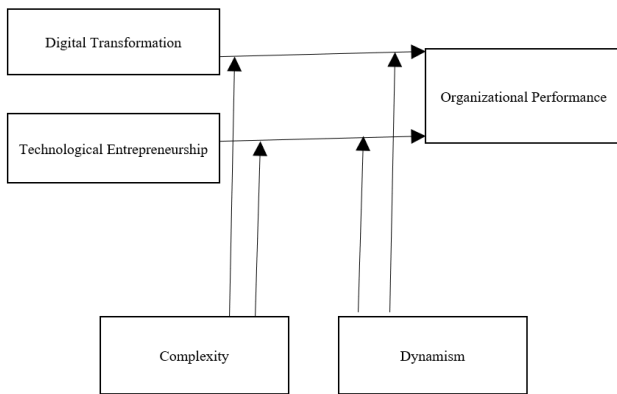 Digital Transformation
Organizational Performance
Technological Entrepreneurship
Complexity
Dynamism